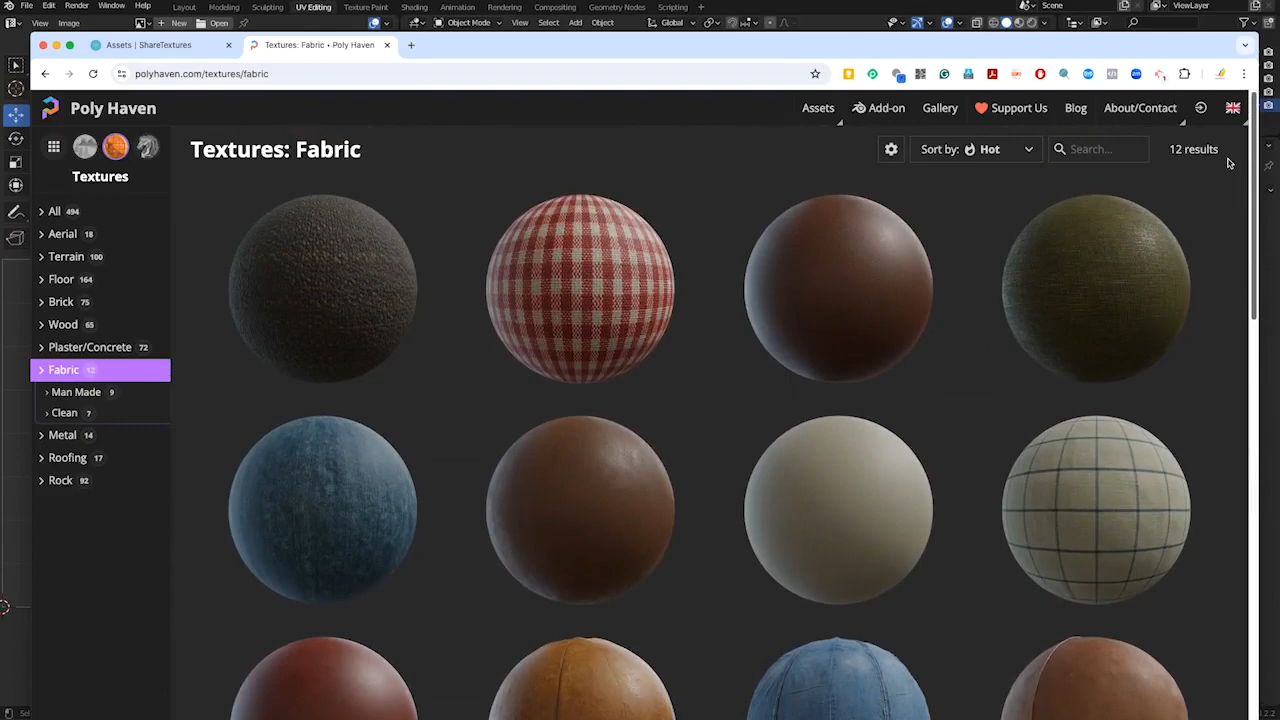 File Edit Render Window Help Layout Modeling Sculpting UV Editing Texture Paint Shading Animation Rendering Compositing Geometry Nodes Scripting + Scene ViewLayer
View Image + New Open Object Mode View Select Add Object Global
Assets | ShareTextures
Textures: Fabric • Poly Haven
polyhaven.com/textures/fabric
Poly Haven
Assets Add-on Gallery Support Us Blog About/Contact
Textures
All 494
Aerial 18
Terrain 100
Floor 164
Brick 75
Wood 65
Plaster/Concrete 72
Fabric 12
Man Made 9
Clean 7
Metal 14
Roofing 17
Rock 92
Textures: Fabric
Sort by: Hot
Search...
12 results